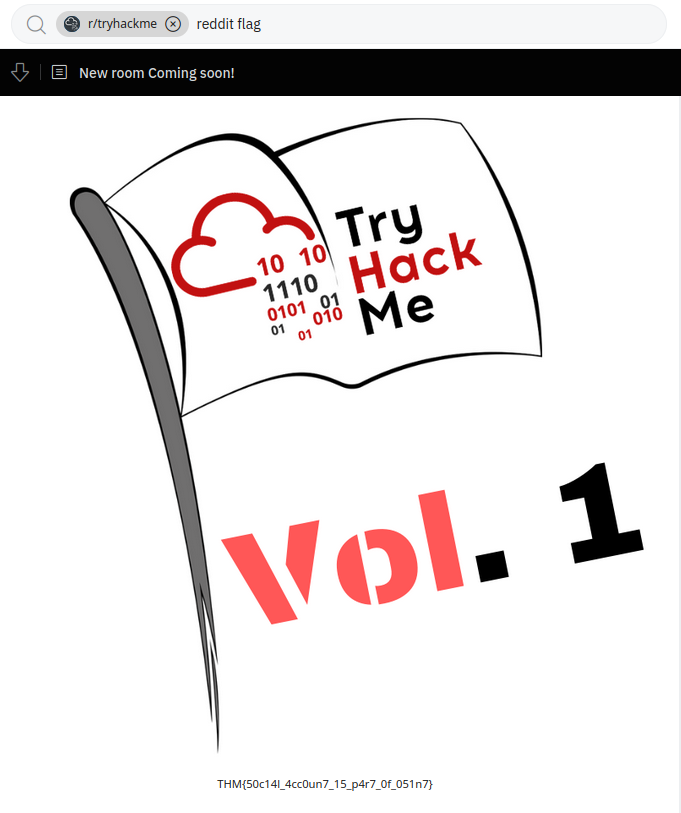 r/tryhackme reddit flag
New room Coming soon!
Try
Hack
Me
10 10
1110
0101 01
010
01 01
Vol. 1
THM{50c14l_4cc0un7_15_p4r7_0f_051n7}